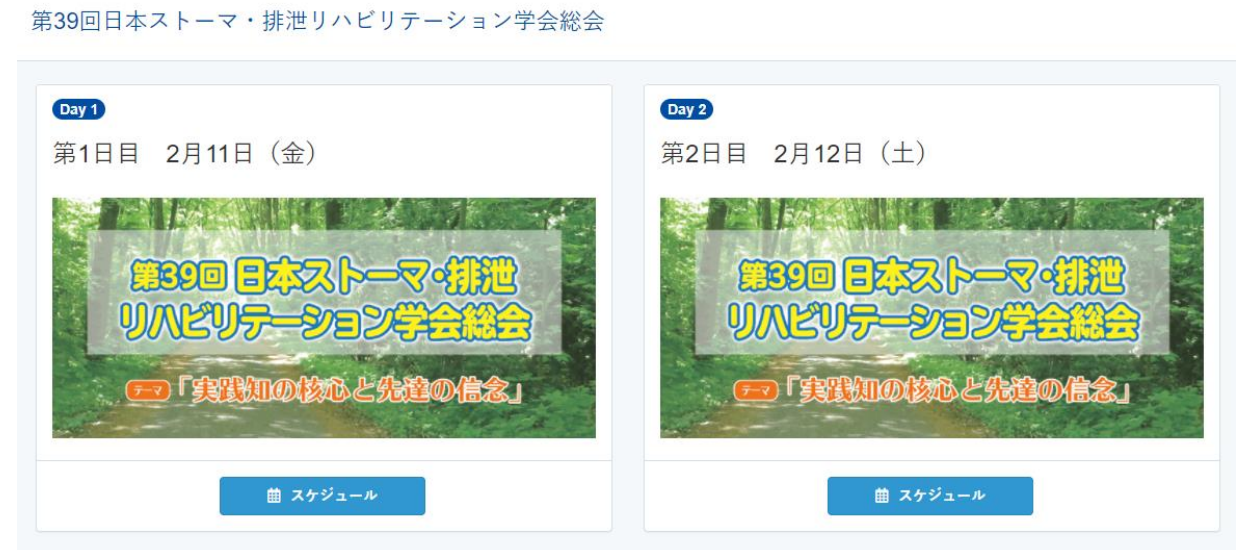 第39回日本ストーマ・排泄リハビリテーション学会総会
Day 1
第1日目　2月11日（金）
第39回 日本ストーマ・排泄
リハビリテーション学会総会
テーマ「実践知の核心と先達の信念」
スケジュール
Day 2
第2日目　2月12日（土）
第39回 日本ストーマ・排泄
リハビリテーション学会総会
テーマ「実践知の核心と先達の信念」
スケジュール